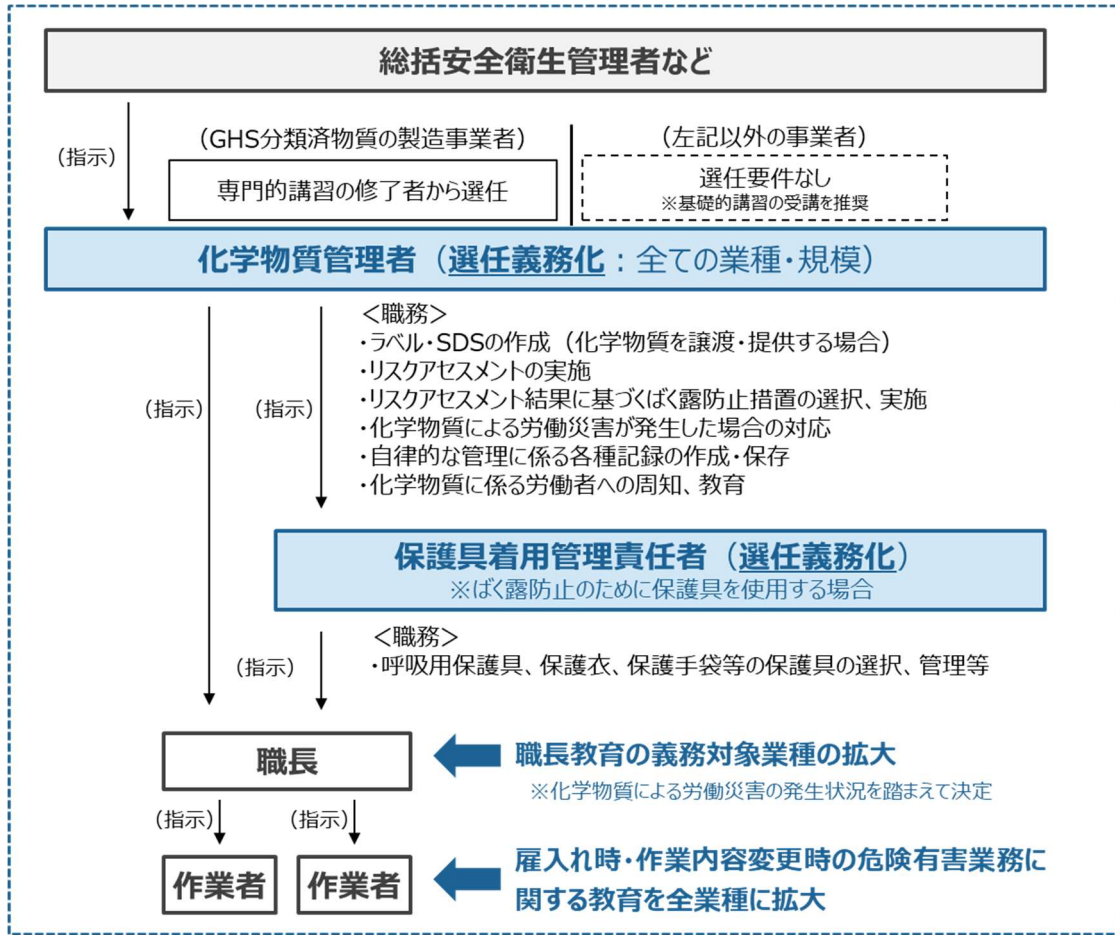 総括安全衛生管理者など
(指示)
(GHS分類済物質の製造事業者)
(左記以外の事業者)
専門的講習の修了者から選任
選任要件なし
※基礎的講習の受講を推奨
化学物質管理者（選任義務化：全ての業種・規模）
<職務>
・ラベル・SDSの作成 (化学物質を譲渡・提供する場合)
・リスクアセスメントの実施
・リスクアセスメント結果に基づくばく露防止措置の選択、実施
・化学物質による労働災害が発生した場合の対応
・自律的な管理に係る各種記録の作成・保存
・化学物質に係る労働者への周知、教育
(指示)
(指示)
保護具着用管理責任者（選任義務化）
※ばく露防止のために保護具を使用する場合
<職務>
・呼吸用保護具、保護衣、保護手袋等の保護具の選択、管理等
(指示)
職長
職長教育の義務対象業種の拡大
※化学物質による労働災害の発生状況を踏まえて決定
(指示)
(指示)
作業者
作業者
雇入れ時・作業内容変更時の危険有害業務に
関する教育を全業種に拡大